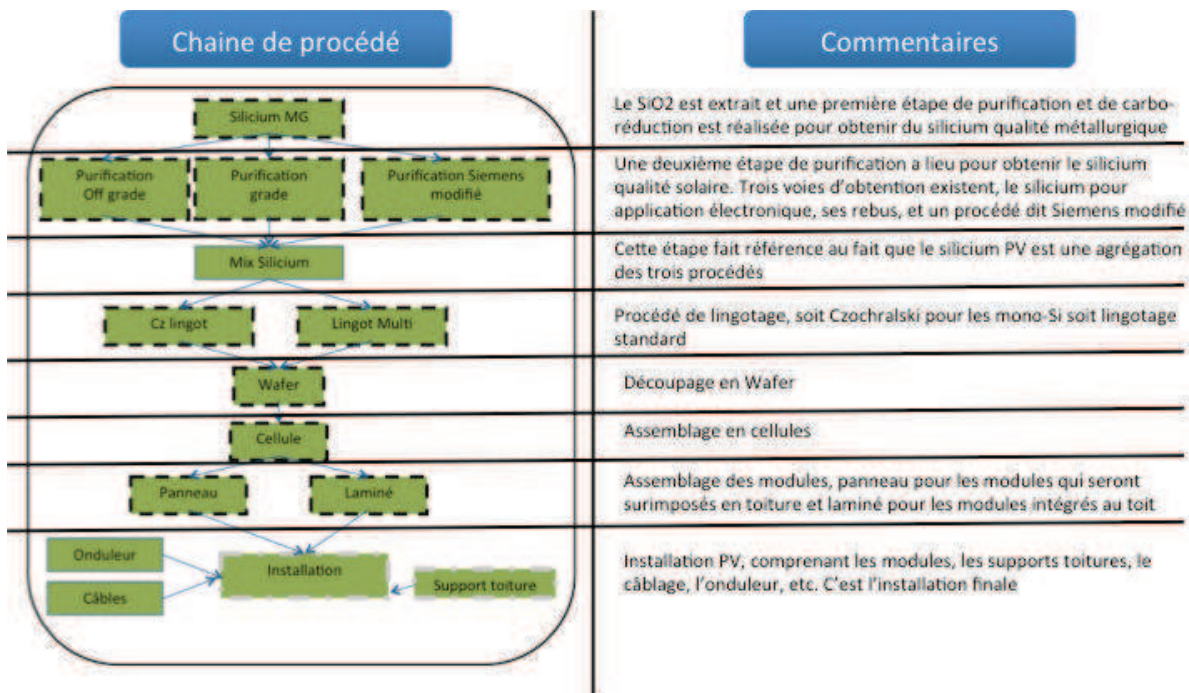 Chaine de procédé
Commentaires
Silicium MG
Le SiO2 est extrait et une première étape de purification et de carbo-
réduction est réalisée pour obtenir du silicium qualité métallurgique
Purification
Off grade
Purification
grade
Purification Siemens
modifié
Une deuxième étape de purification a lieu pour obtenir le silicium
qualité solaire. Trois voies d'obtention existent, le silicium pour
application électronique, ses rebus, et un procédé dit Siemens modifié
Mix Silicium
Cette étape fait référence au fait que le silicium PV est une agrégation
des trois procédés
Cz lingot
Lingot Multi
Procédé de lingotage, soit Czochralski pour les mono-Si soit lingotage
standard
Wafer
Découpage en Wafer
Cellule
Assemblage en cellules
Panneau
Laminé
Assemblage des modules, panneau pour les modules qui seront
surimposés en toiture et laminé pour les modules intégrés au toit
Onduleur
Câbles
Installation
Support toiture
Installation PV, comprenant les modules, les supports toitures, le
câblage, l'onduleur, etc. C'est l'installation finale